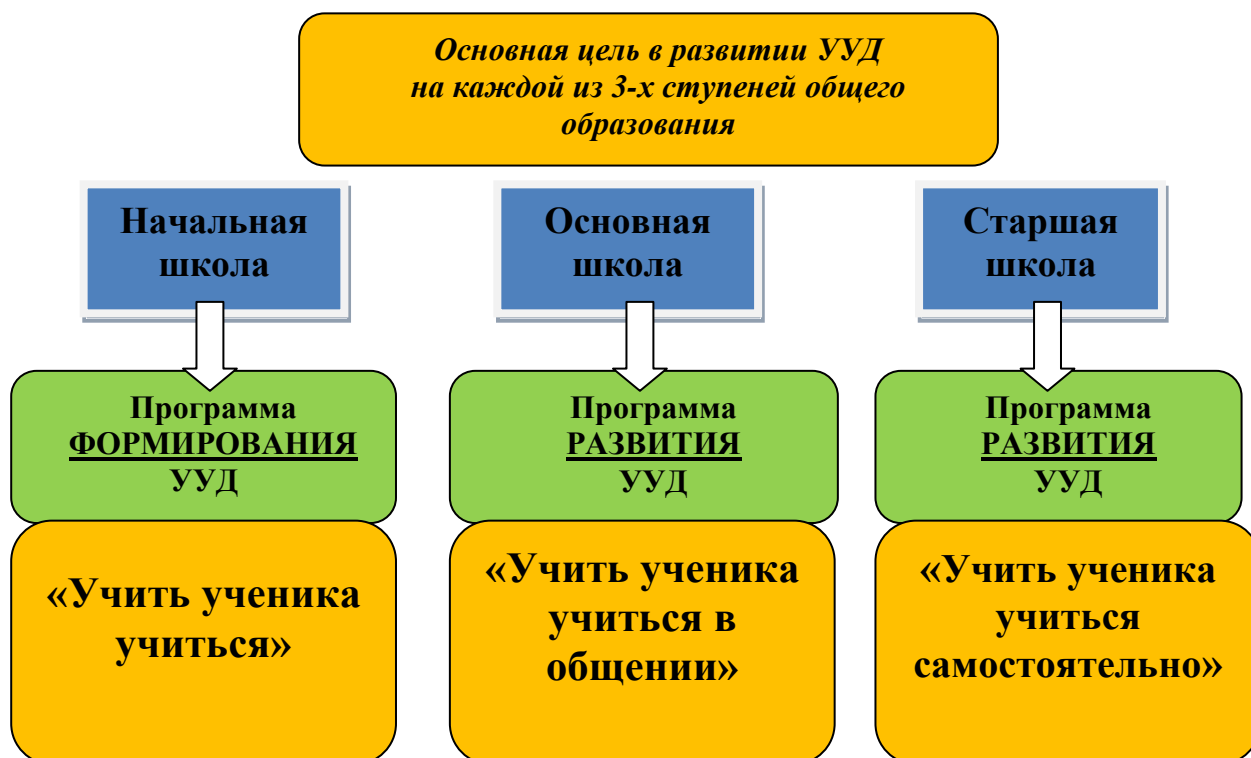 Основная цель в развитии УУД
на каждой из 3-х ступеней общего
образования
Начальная
школа
Основная
школа
Старшая
школа
Программа
ФОРМИРОВАНИЯ
УУД
Программа
РАЗВИТИЯ
УУД
Программа
РАЗВИТИЯ
УУД
«Учить ученика
учиться»
«Учить ученика
учиться в
общении»
«Учить ученика
учиться
самостоятельно»